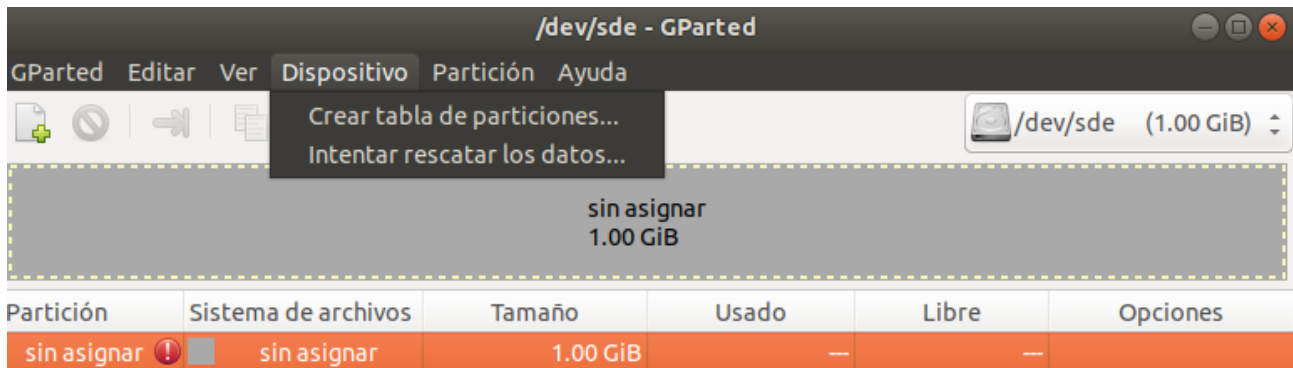 /dev/sde - GParted
GParted Editar Ver Dispositivo Partición Ayuda
Crear tabla de particiones...
/dev/sde (1.00 GiB)
Intentar rescatar los datos...
sin asignar
1.00 GiB
Partición Sistema de archivos Tamaño Usado Libre Opciones
sin asignar sin asignar 1.00 GiB --- ---